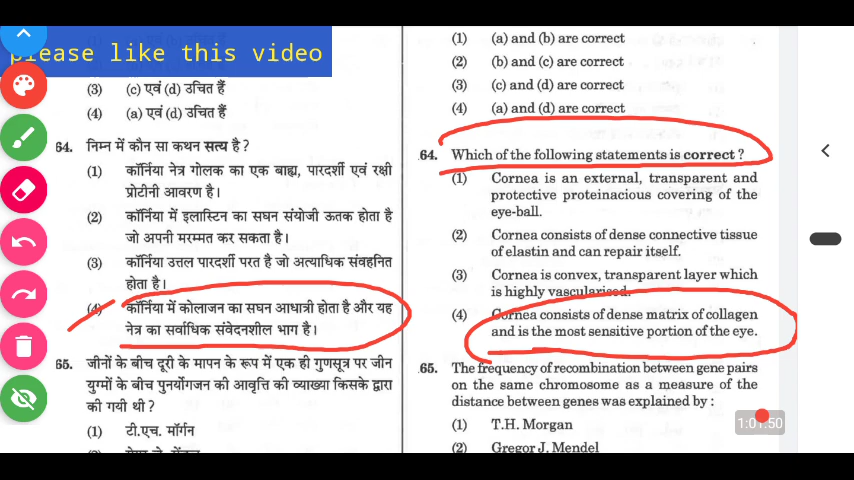 please like this video
(3) (c) एवं (d) उचित हैं
(4) (a) एवं (d) उचित हैं
64. निम्न में कौन सा कथन सत्य है ?
(1) कॉर्निया नेत्र गोलक का एक बाह्य, पारदर्शी एवं रक्षी
प्रोटीनी आवरण है।
(2) कॉर्निया में इलास्टिन का सघन संयोजी ऊतक होता है
जो अपनी मरम्मत कर सकता है।
(3) कॉर्निया उत्तल पारदर्शी परत है जो अत्याधिक संवहनित
होता है।
(4) कॉर्निया में कोलाजन का सघन आधात्री होता है और यह
नेत्र का सर्वाधिक संवेदनशील भाग है।
65. जीनों के बीच दूरी के मापन के रूप में एक ही गुणसूत्र पर जीन
युग्मों के बीच पुनर्योगजन की आवृत्ति की व्याख्या किसके द्वारा
की गयी थी ?
(1) टी.एच. मॉर्गन
(1) (a) and (b) are correct
(2) (b) and (c) are correct
(3) (c) and (d) are correct
(4) (a) and (d) are correct
64. Which of the following statements is correct ?
(1) Cornea is an external, transparent and
protective proteinacious covering of the
eye-ball.
(2) Cornea consists of dense connective tissue
of elastin and can repair itself.
(3) Cornea is convex, transparent layer which
is highly vascularised.
(4) Cornea consists of dense matrix of collagen
and is the most sensitive portion of the eye.
65. The frequency of recombination between gene pairs
on the same chromosome as a measure of the
distance between genes was explained by :
(1) T.H. Morgan
(2) Gregor J. Mendel
1:01:50